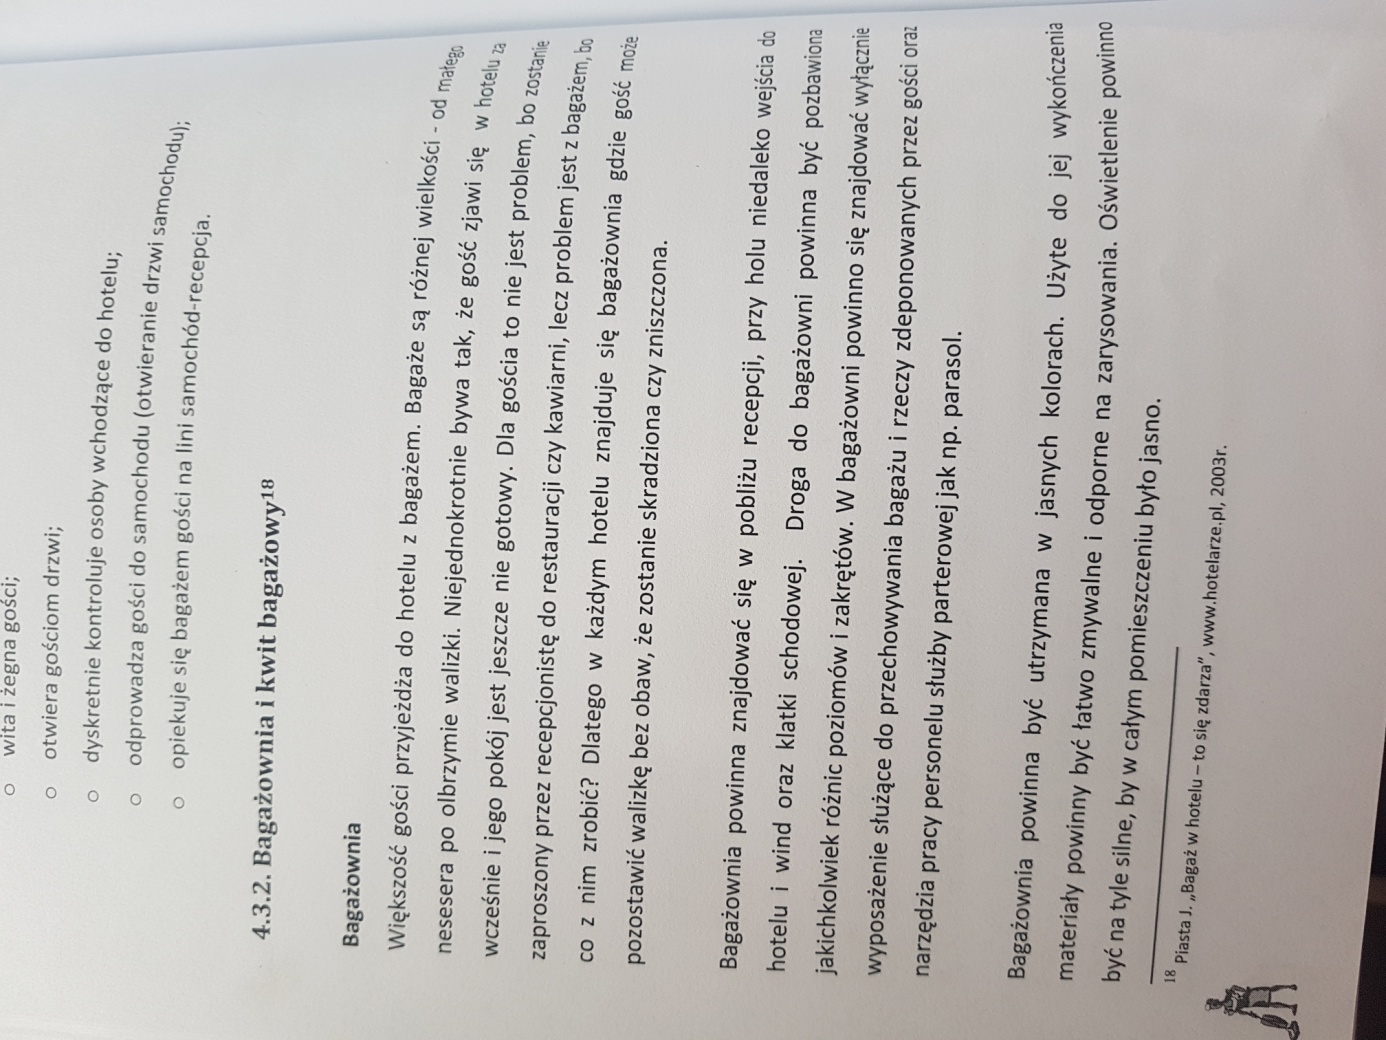 ○ wita i żegna gości;
○ otwiera gościom drzwi;
○ dyskretnie kontroluje osoby wchodzące do hotelu;
○ odprowadza gości do samochodu (otwieranie drzwi samochodu);
○ opiekuje się bagażem gości na lini samochód-recepcja.
4.3.2. Bagażownia i kwit bagażowy18
Bagażownia
Większość gości przyjeżdża do hotelu z bagażem. Bagaże są różnej wielkości - od małego
nesesera po olbrzymie walizki. Niejednokrotnie bywa tak, że gość zjawi się w hotelu za
wcześnie i jego pokój jest jeszcze nie gotowy. Dla gościa to nie jest problem, bo zostanie
zaproszony przez recepcjonistę do restauracji czy kawiarni, lecz problem jest z bagażem, bo
co z nim zrobić? Dlatego w każdym hotelu znajduje się bagażownia gdzie gość może
pozostawić walizkę bez obaw, że zostanie skradziona czy zniszczona.
Bagażownia powinna znajdować się w pobliżu recepcji, przy holu niedaleko wejścia do
hotelu i wind oraz klatki schodowej. Droga do bagażowni powinna być pozbawiona
jakichkolwiek różnic poziomów i zakrętów. W bagażowni powinno się znajdować wyłącznie
wyposażenie służące do przechowywania bagażu i rzeczy zdeponowanych przez gości oraz
narzędzia pracy personelu służby parterowej jak np. parasol.
Bagażownia powinna być utrzymana w jasnych kolorach. Użyte do jej wykończenia
materiały powinny być łatwo zmywalne i odporne na zarysowania. Oświetlenie powinno
być na tyle silne, by w całym pomieszczeniu było jasno.
18 Piasta J. „Bagaż w hotelu – to się zdarza”, www.hotelarze.pl, 2003r.